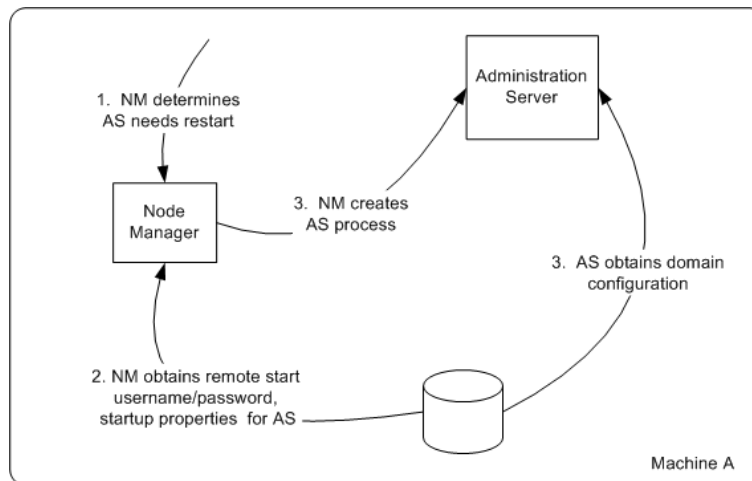 1. NM determines
AS needs restart
Administration
Server
Node
Manager
3. NM creates
AS process
3. AS obtains domain
configuration
2. NM obtains remote start
username/password,
startup properties for AS
Machine A